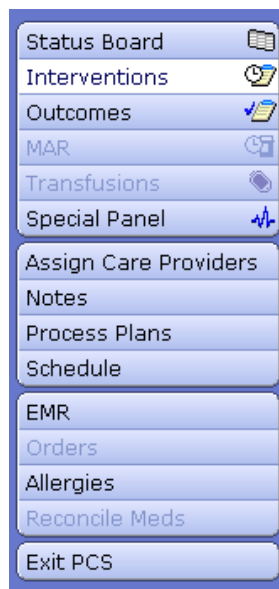 Status Board
Interventions
Outcomes
MAR
Transfusions
Special Panel
Assign Care Providers
Notes
Process Plans
Schedule
EMR
Orders
Allergies
Reconcile Meds
Exit PCS